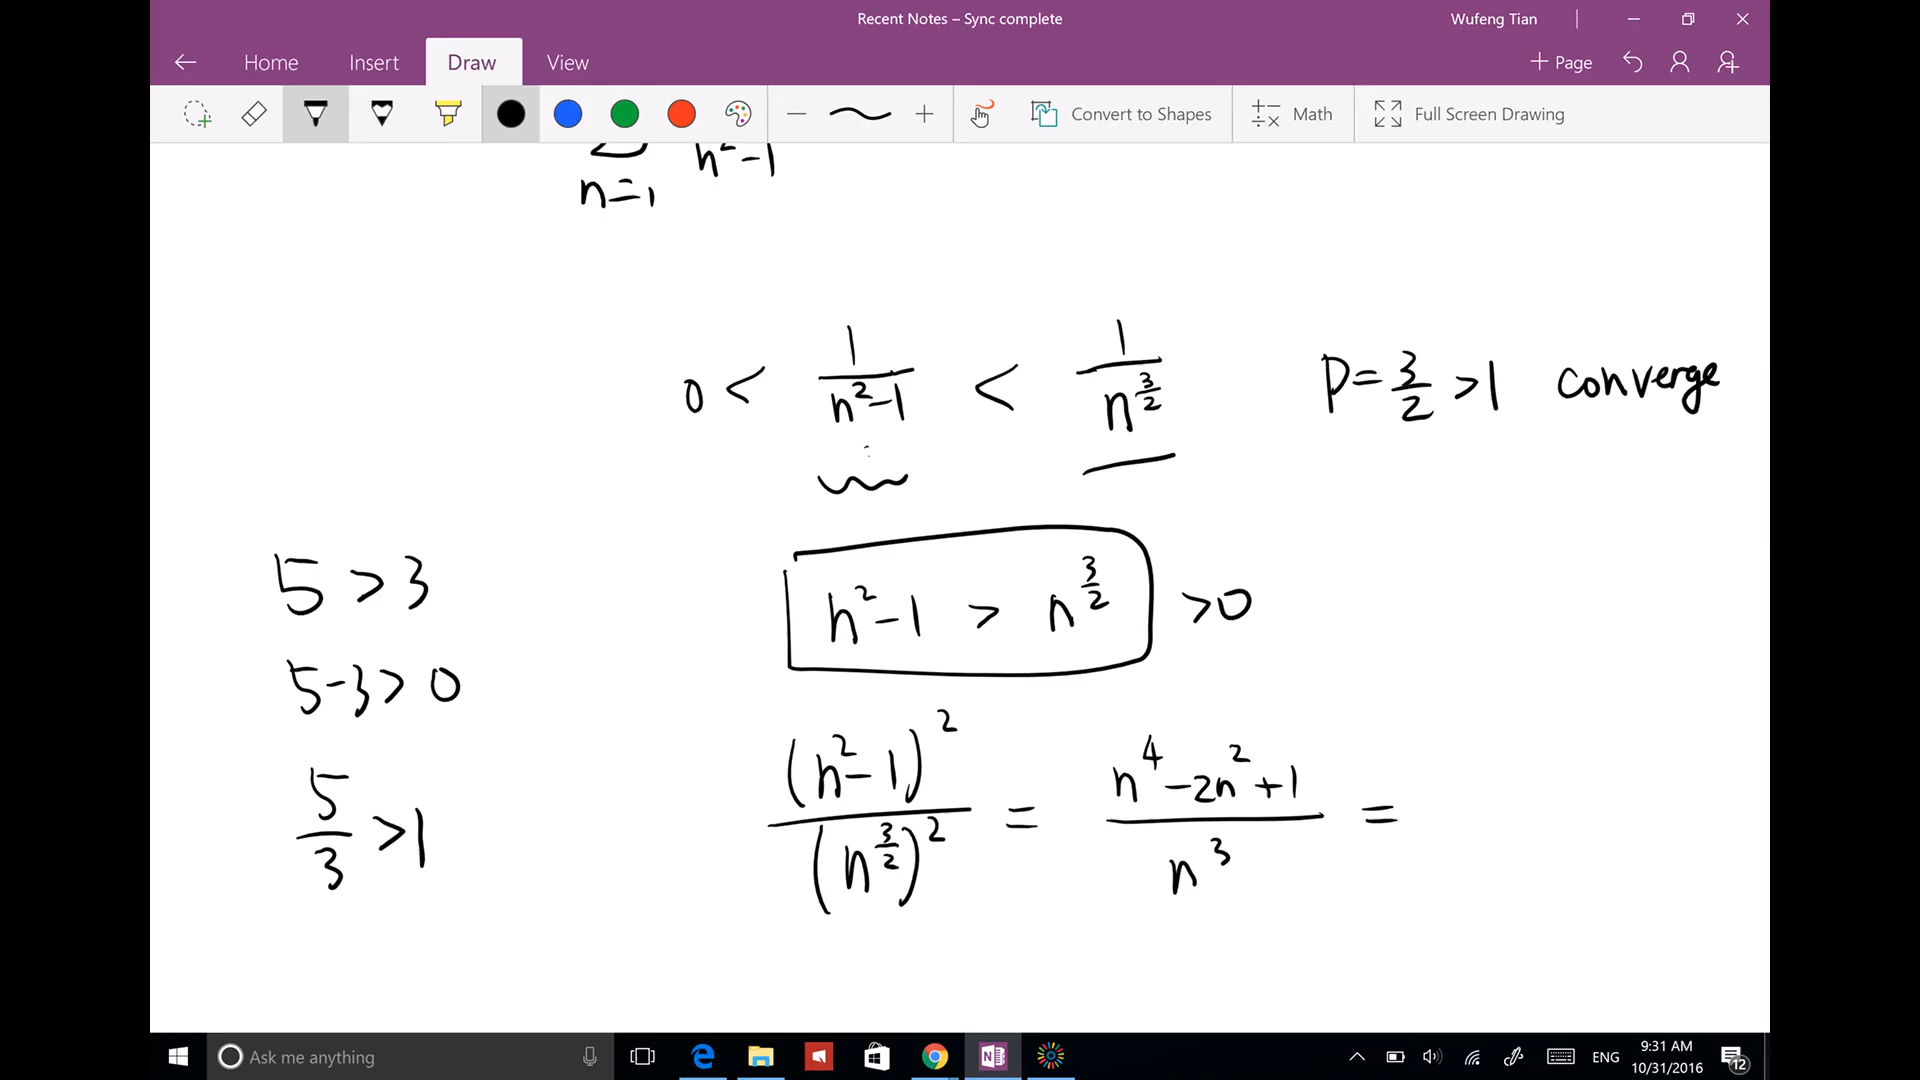 Recent Notes – Sync complete
Wufeng Tian
Home Insert Draw View
Page
Convert to Shapes
Math
Full Screen Drawing
n=1 n²-1
0 < 1/(n²-1) < 1/n^(3/2) P = 3/2 > 1 converge
5 > 3
n²-1 > n^(3/2) > 0
5-3 > 0
5/3 > 1
(n²-1)²/(n^(3/2))² = (n⁴-2n²+1)/n³ =
Ask me anything
ENG
9:31 AM
10/31/2016
12